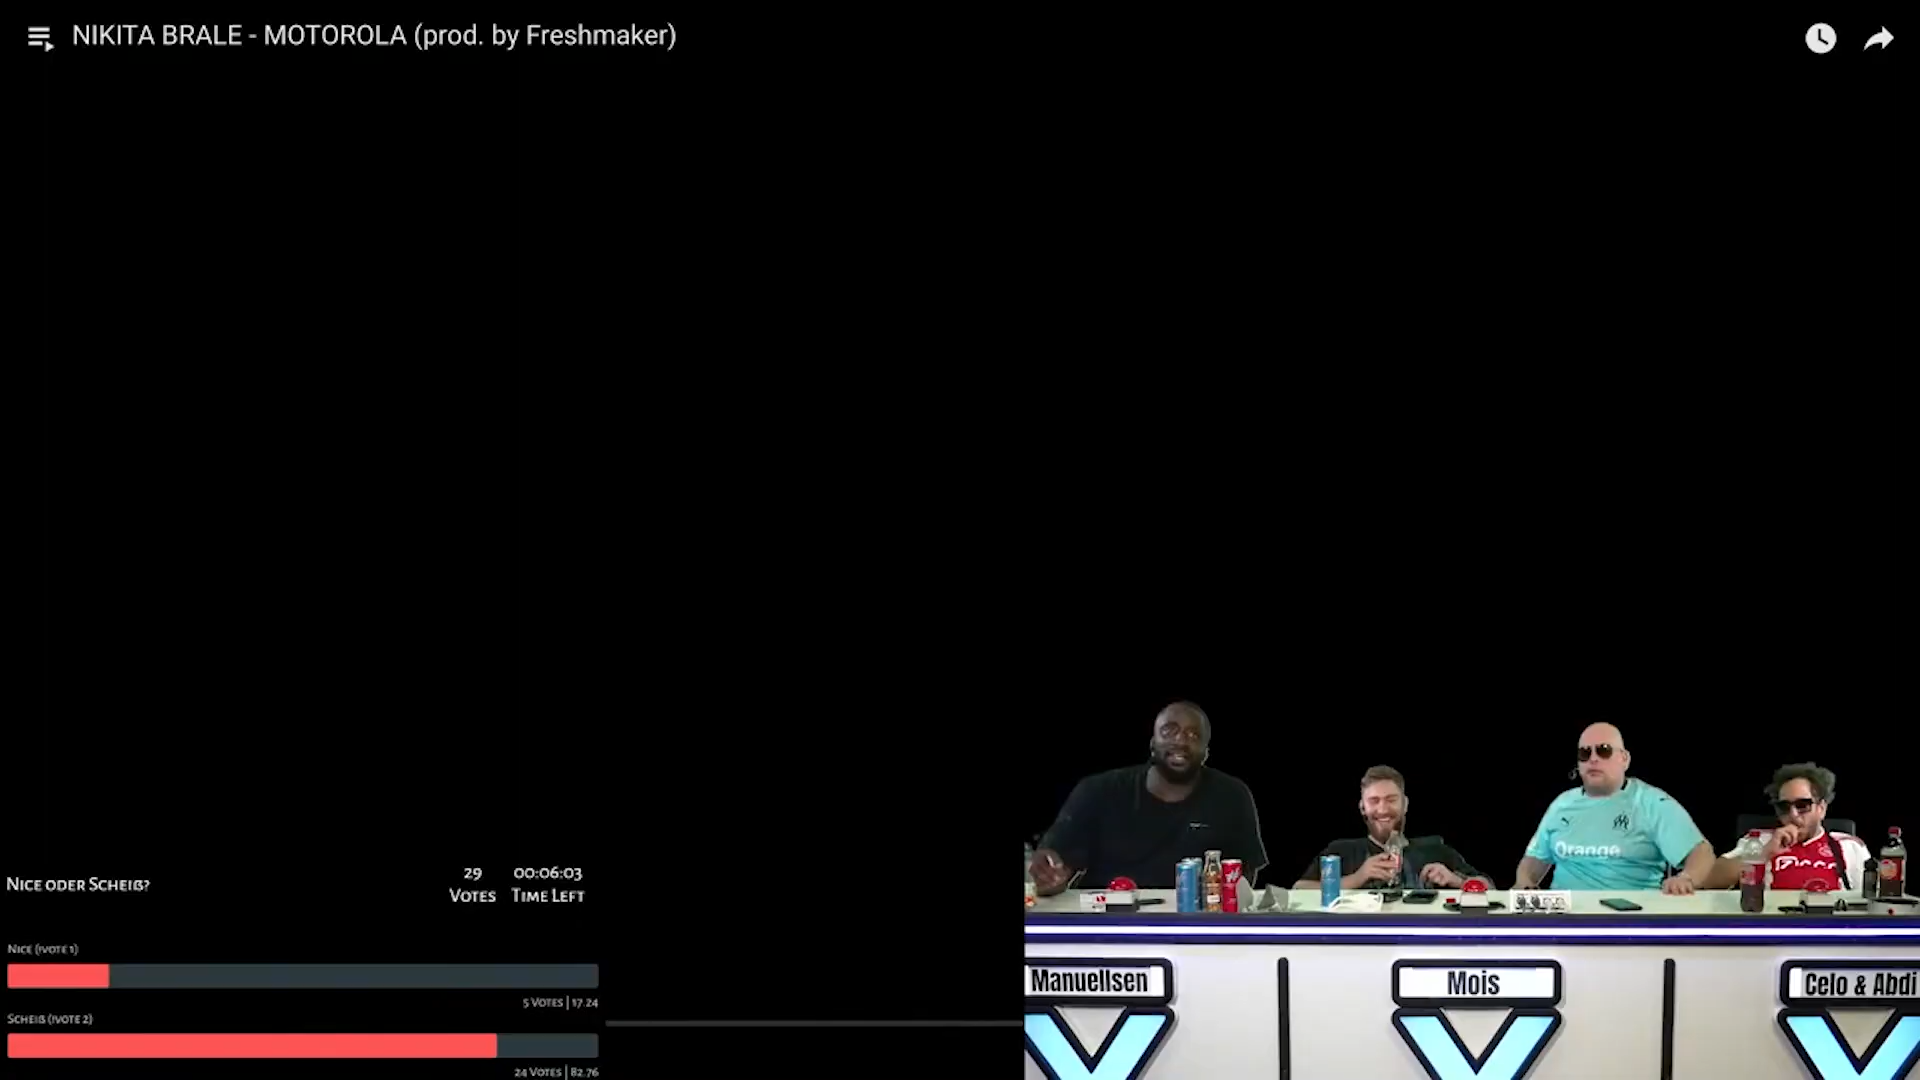 NIKITA BRALE - MOTOROLA (prod. by Freshmaker)
Nice oder Scheiß?
29
Votes
00:06:03
Time Left
Nice (!vote 1)
5 Votes | 17.24
Scheiß (!vote 2)
24 Votes | 82.76
Orange
Manuellsen
Mois
Celo & Abdi